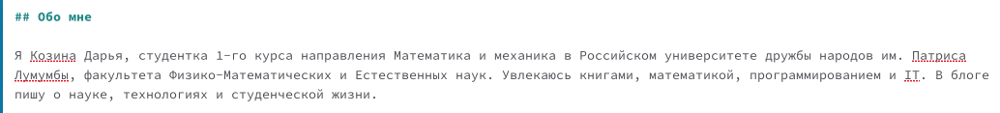 ## Обо мне
Я Козина Дарья, студентка 1-го курса направления Математика и механика в Российском университете дружбы народов им. Патриса
Лумумбы, факультета Физико-Математических и Естественных наук. Увлекаюсь книгами, математикой, программированием и IT. В блоге
пишу о науке, технологиях и студенческой жизни.